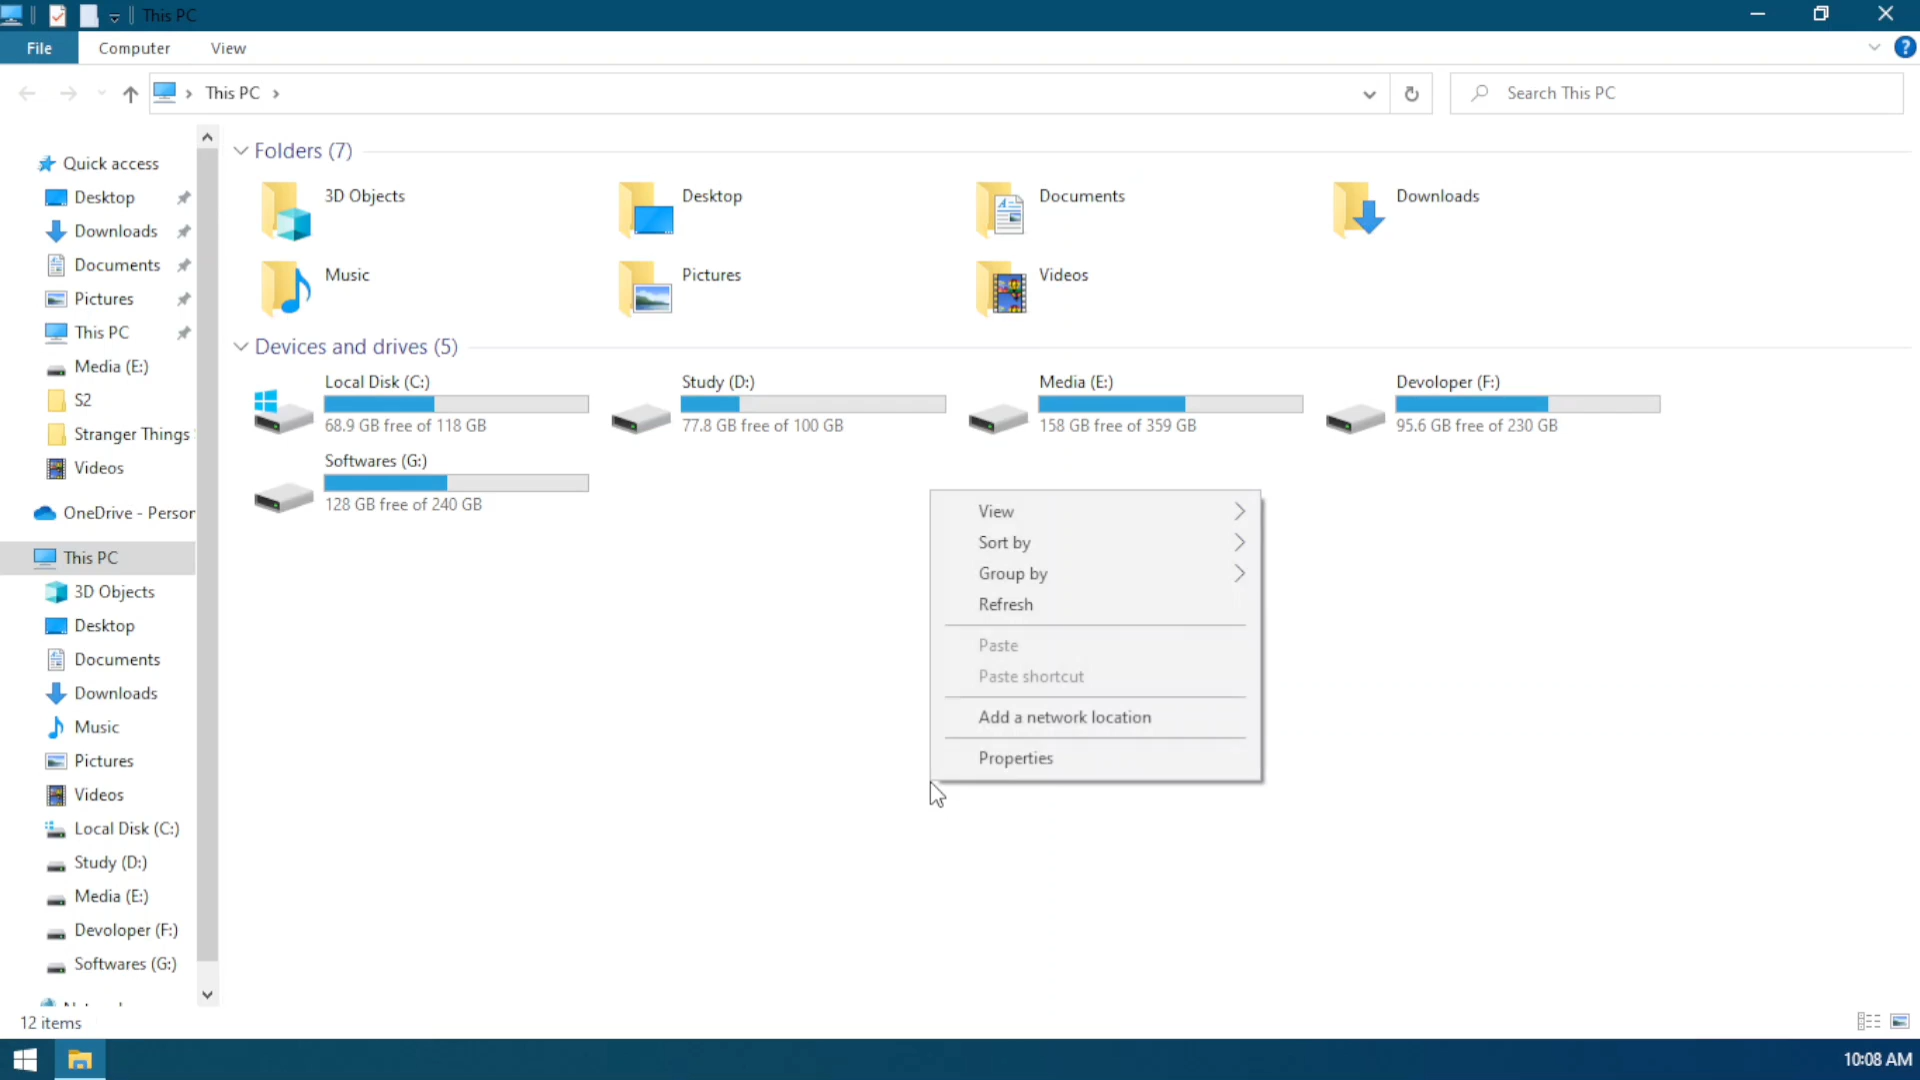 This PC
File Computer View
?
This PC
Search This PC
Quick access
Desktop
Downloads
Documents
Pictures
This PC
Media (E:)
S2
Stranger Things
Videos
OneDrive - Person
This PC
3D Objects
Desktop
Documents
Downloads
Music
Pictures
Videos
Local Disk (C:)
Study (D:)
Media (E:)
Devoloper (F:)
Softwares (G:)
Folders (7)
3D Objects
Desktop
Documents
Downloads
Music
Pictures
Videos
Devices and drives (5)
Local Disk (C:)
68.9 GB free of 118 GB
Study (D:)
77.8 GB free of 100 GB
Media (E:)
158 GB free of 359 GB
Devoloper (F:)
95.6 GB free of 230 GB
Softwares (G:)
128 GB free of 240 GB
View
Sort by
Group by
Refresh
Paste
Paste shortcut
Add a network location
Properties
12 items
10:08 AM